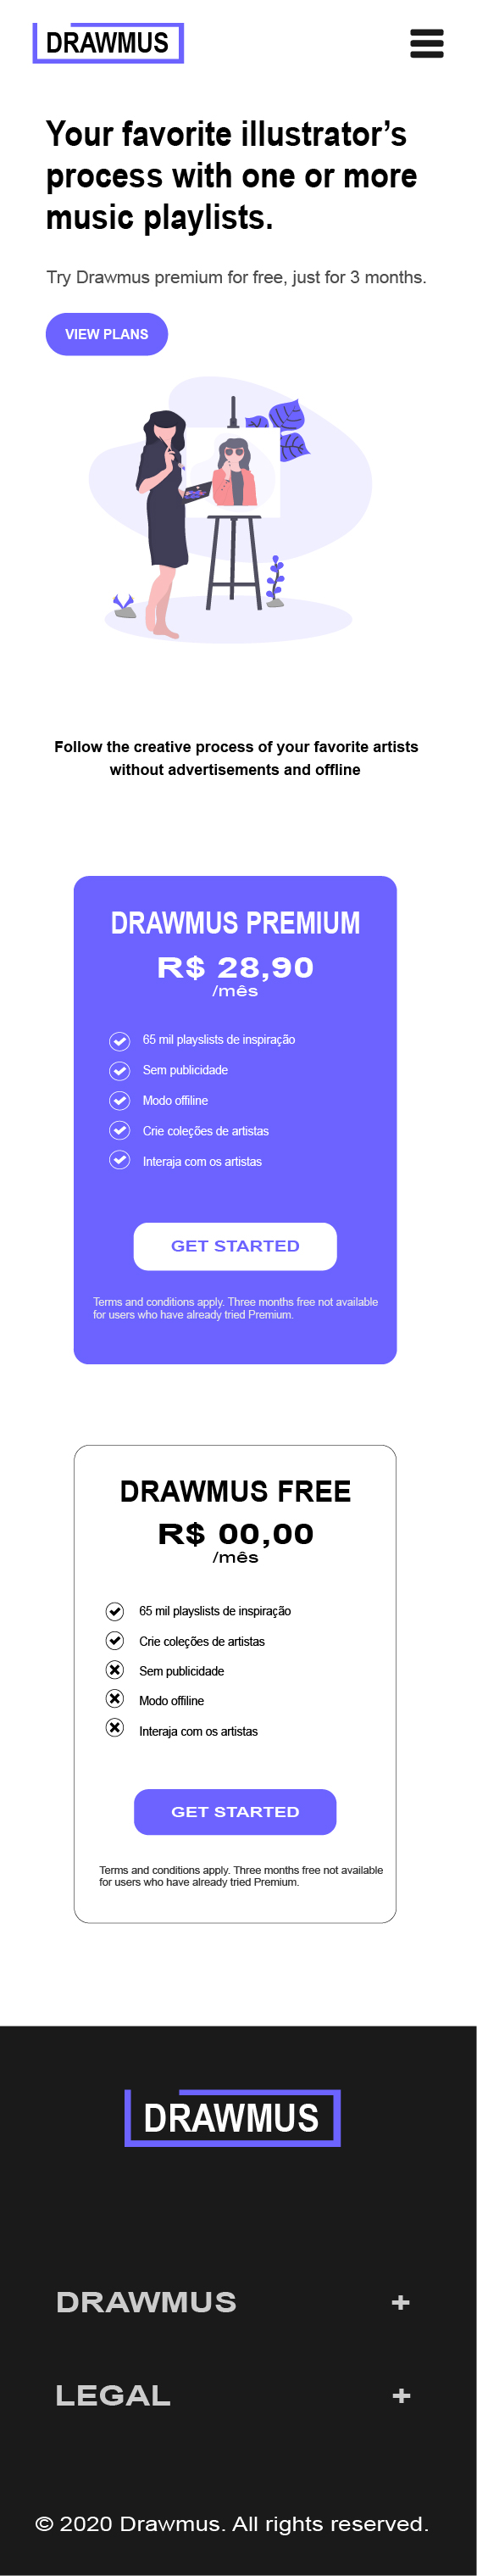 DRAWMUS
Your favorite illustrator’s
process with one or more
music playlists.
Try Drawmus premium for free, just for 3 months.
VIEW PLANS
Follow the creative process of your favorite artists
without advertisements and offline
DRAWMUS PREMIUM
R$ 28,90
/mês
65 mil playslists de inspiração
Sem publicidade
Modo offiline
Crie coleções de artistas
Interaja com os artistas
GET STARTED
Terms and conditions apply. Three months free not available
for users who have already tried Premium.
DRAWMUS FREE
R$ 00,00
/mês
65 mil playslists de inspiração
Crie coleções de artistas
Sem publicidade
Modo offiline
Interaja com os artistas
GET STARTED
Terms and conditions apply. Three months free not available
for users who have already tried Premium.
DRAWMUS
DRAWMUS +
LEGAL +
© 2020 Drawmus. All rights reserved.